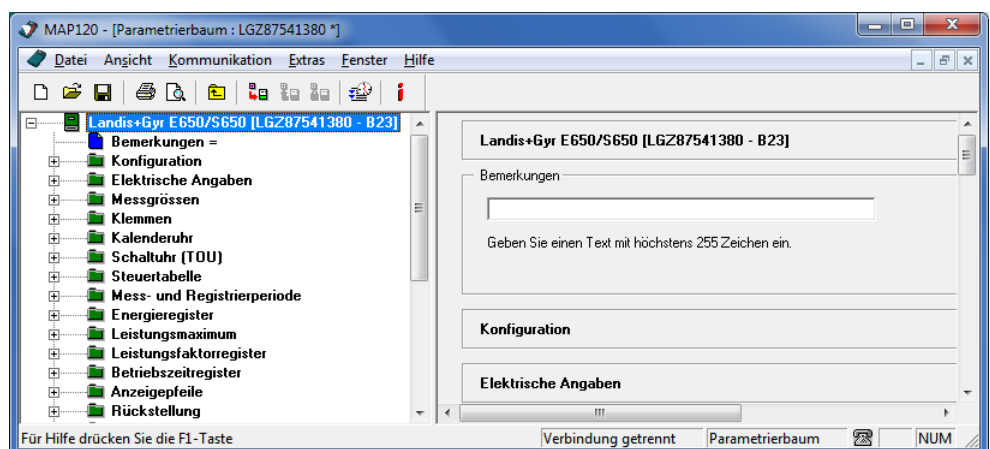 MAP120 - [Parametrierbaum : LGZ87541380 *]
Datei Ansicht Kommunikation Extras Fenster Hilfe
Landis+Gyr E650/S650 [LGZ87541380 - B23]
Bemerkungen =
Konfiguration
Elektrische Angaben
Messgrössen
Klemmen
Kalenderuhr
Schaltuhr (TOU)
Steuertabelle
Mess- und Registrierperiode
Energieregister
Leistungsmaximum
Leistungsfaktorregister
Betriebszeitregister
Anzeigepfeile
Rückstellung
Landis+Gyr E650/S650 [LGZ87541380 - B23]
Bemerkungen
Geben Sie einen Text mit höchstens 255 Zeichen ein.
Konfiguration
Elektrische Angaben
Für Hilfe drücken Sie die F1-Taste
Verbindung getrennt
Parametrierbaum
NUM